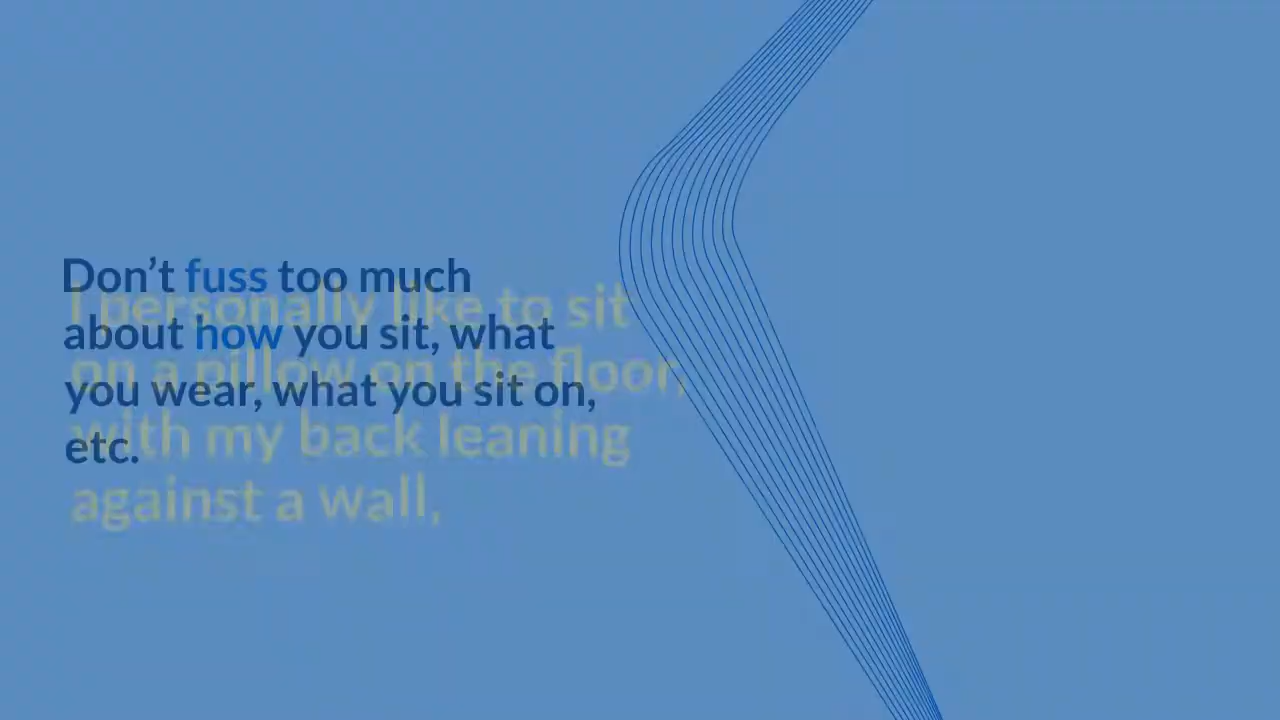 Don’t fuss too much
about how you sit, what
you wear, what you sit on,
etc.
I personally like to sit
on a pillow on the floor,
with my back leaning
against a wall,